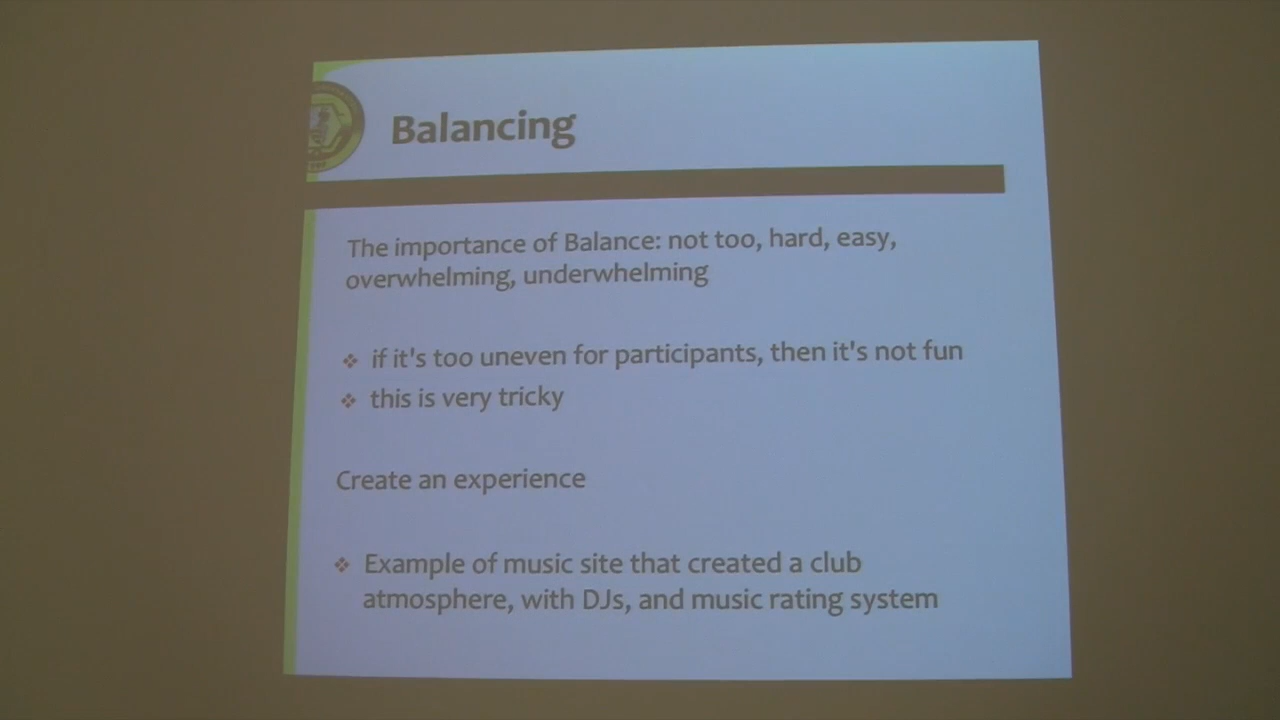 Balancing
The importance of Balance: not too, hard, easy,
overwhelming, underwhelming
❖ if it's too uneven for participants, then it's not fun
❖ this is very tricky
Create an experience
❖ Example of music site that created a club
atmosphere, with DJs, and music rating system